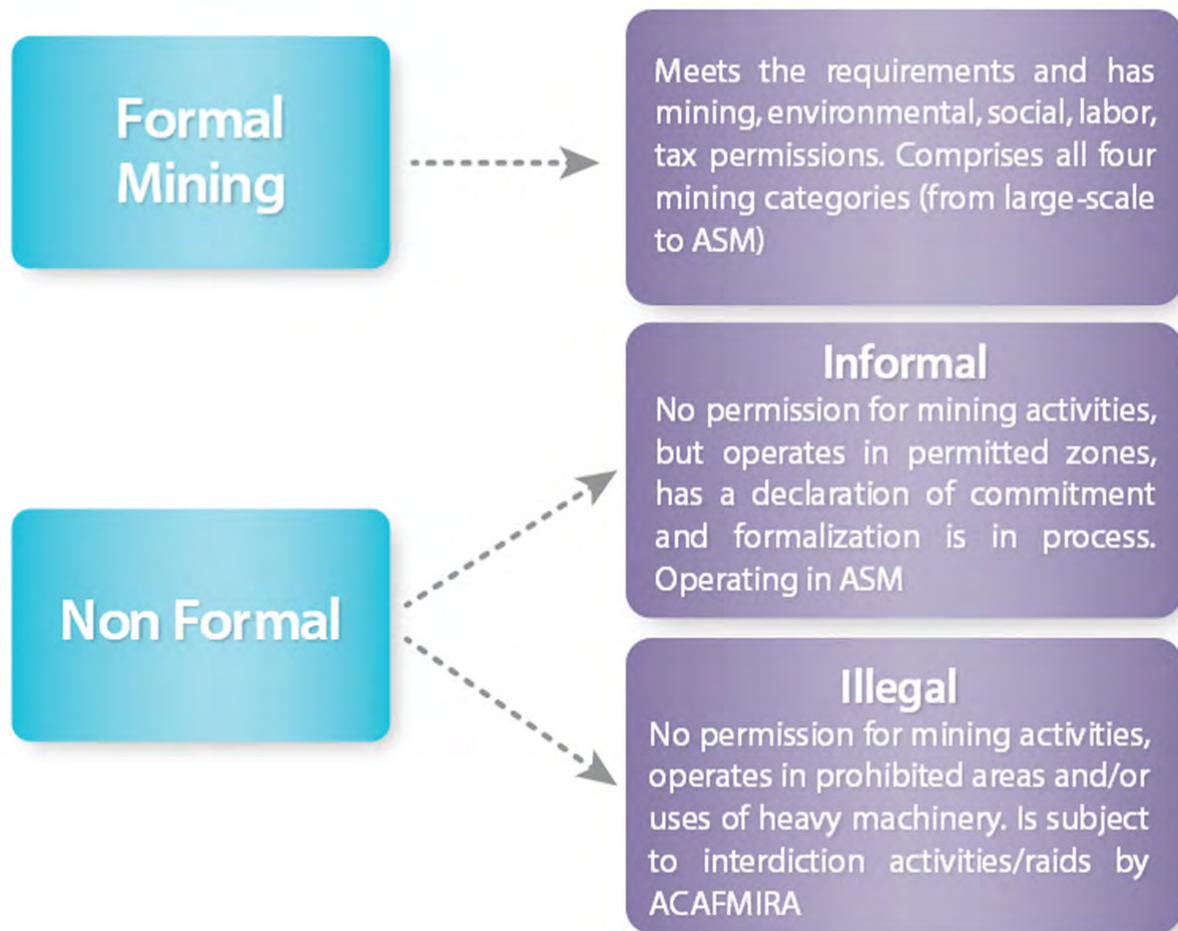 Formal
Mining
Meets the requirements and has
mining, environmental, social, labor,
tax permissions. Comprises all four
mining categories (from large-scale
to ASM)
Non Formal
Informal
No permission for mining activities,
but operates in permitted zones,
has a declaration of commitment
and formalization is in process.
Operating in ASM
Illegal
No permission for mining activities,
operates in prohibited areas and/or
uses of heavy machinery. Is subject
to interdiction activities/raids by
ACAFMIRA